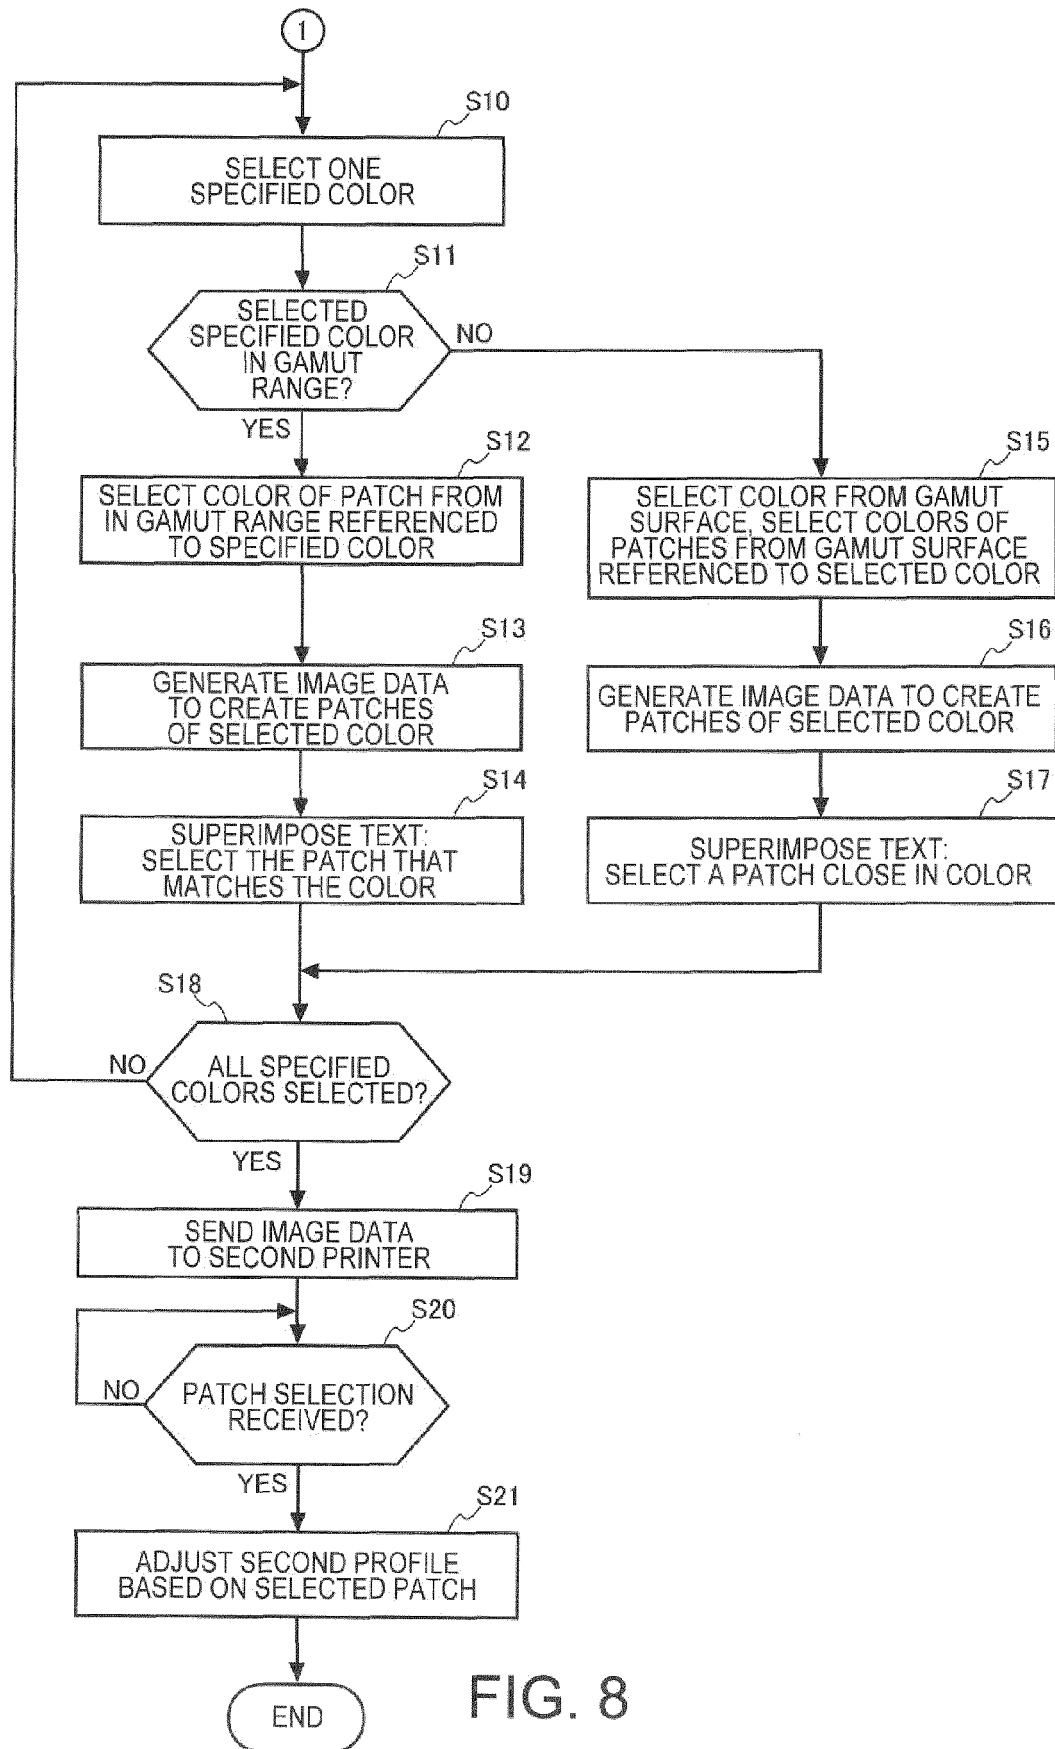 1
S10
SELECT ONE
SPECIFIED COLOR
S11
SELECTED
SPECIFIED COLOR
IN GAMUT
RANGE?
NO
YES
S12
SELECT COLOR OF PATCH FROM
IN GAMUT RANGE REFERENCED
TO SPECIFIED COLOR
S15
SELECT COLOR FROM GAMUT
SURFACE, SELECT COLORS OF
PATCHES FROM GAMUT SURFACE
REFERENCED TO SELECTED COLOR
S13
GENERATE IMAGE DATA
TO CREATE PATCHES
OF SELECTED COLOR
S16
GENERATE IMAGE DATA TO CREATE
PATCHES OF SELECTED COLOR
S14
SUPERIMPOSE TEXT:
SELECT THE PATCH THAT
MATCHES THE COLOR
S17
SUPERIMPOSE TEXT:
SELECT A PATCH CLOSE IN COLOR
S18
NO
ALL SPECIFIED
COLORS SELECTED?
YES
S19
SEND IMAGE DATA
TO SECOND PRINTER
S20
NO
PATCH SELECTION
RECEIVED?
YES
S21
ADJUST SECOND PROFILE
BASED ON SELECTED PATCH
END
FIG. 8